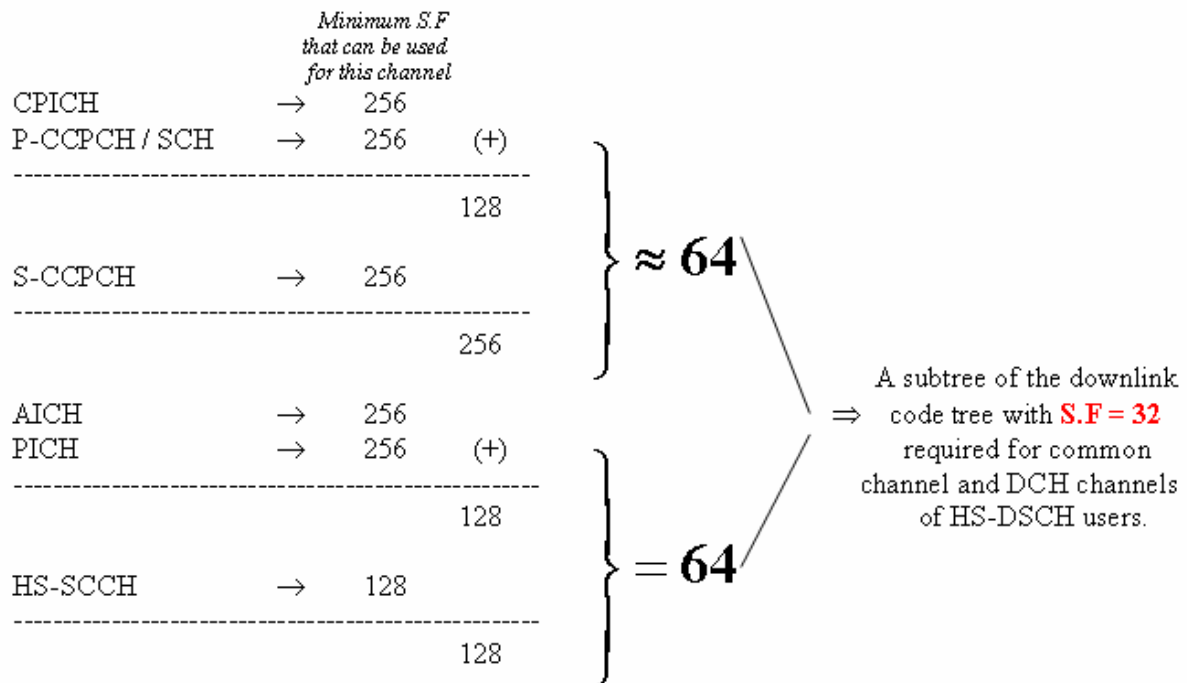 Minimum S.F
that can be used
for this channel
CPICH → 256
P-CCPCH / SCH → 256 (+)
-----------------------------------------------------
128
S-CCPCH → 256
-----------------------------------------------------
256
≈ 64
AICH → 256
PICH → 256 (+)
------------------------------------------------------
128
HS-SCCH → 128
------------------------------------------------------
128
= 64
⇒ A subtree of the downlink
code tree with S.F = 32
required for common
channel and DCH channels
of HS-DSCH users.